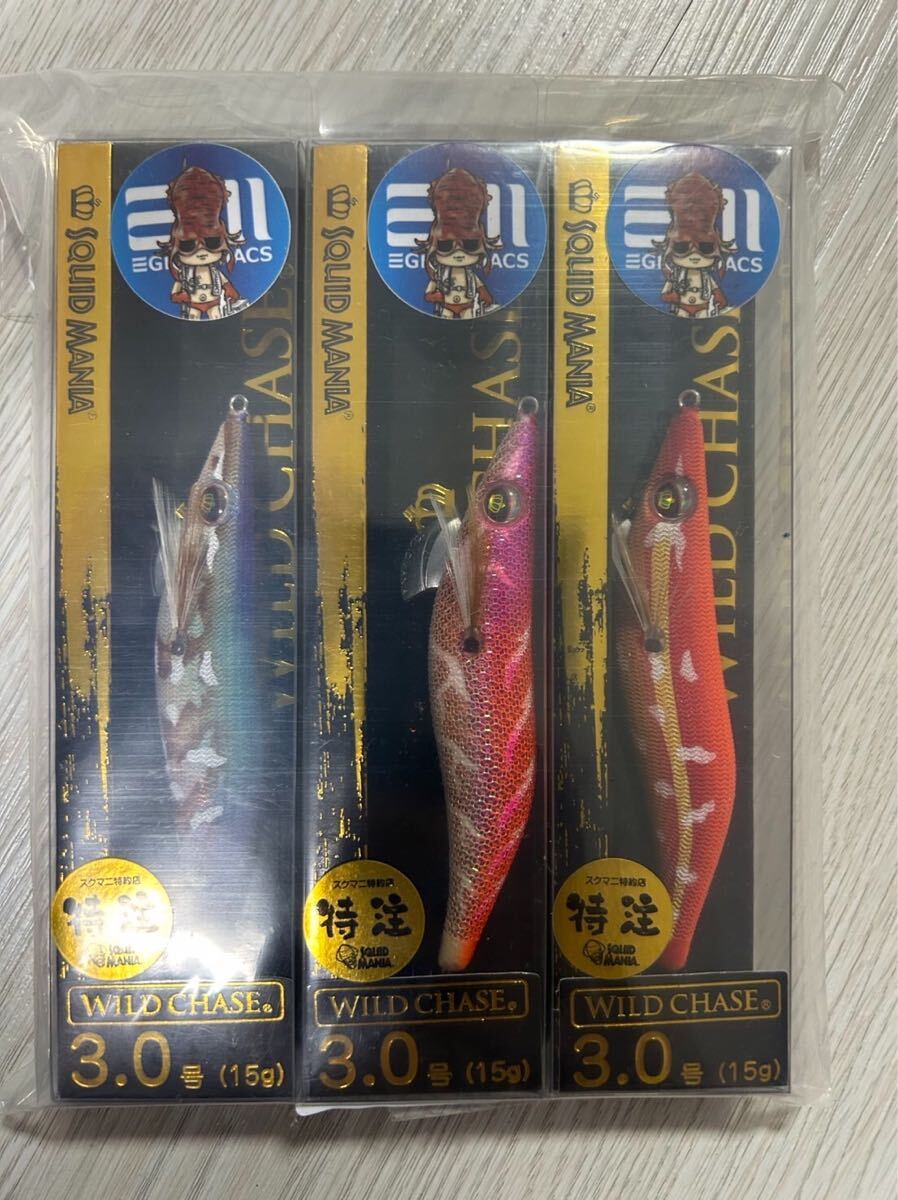 EGI MANIACS
SQUID MANIA®
WILD CHASE®
スクマニ特約店
特注
SQUID
MANIA
WILD CHASE®
3.0号 (15g)
SQUID MANIA®
WILD CHASE
スクマニ特約店
特注
SQUID
MANIA
WILD CHASE®
3.0号 (15g)
SQUID MANIA®
WILD CHASE
スクマニ特約店
特注
SQUID
MANIA
WILD CHASE®
3.0号 (15g)